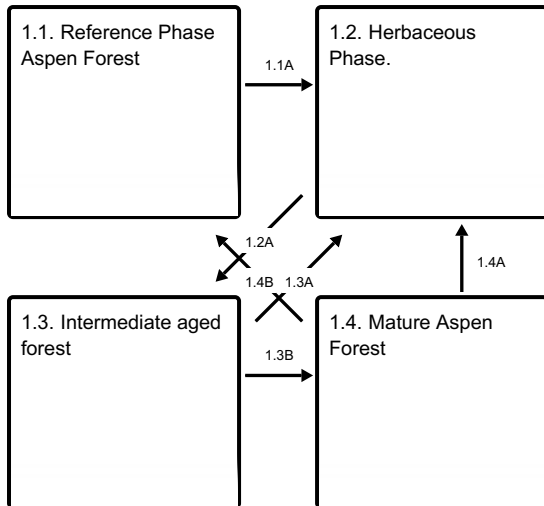 1.1. Reference Phase
Aspen Forest
1.2. Herbaceous
Phase.
1.1A
1.2A
1.4B
1.3A
1.4A
1.3. Intermediate aged
forest
1.4. Mature Aspen
Forest
1.3B